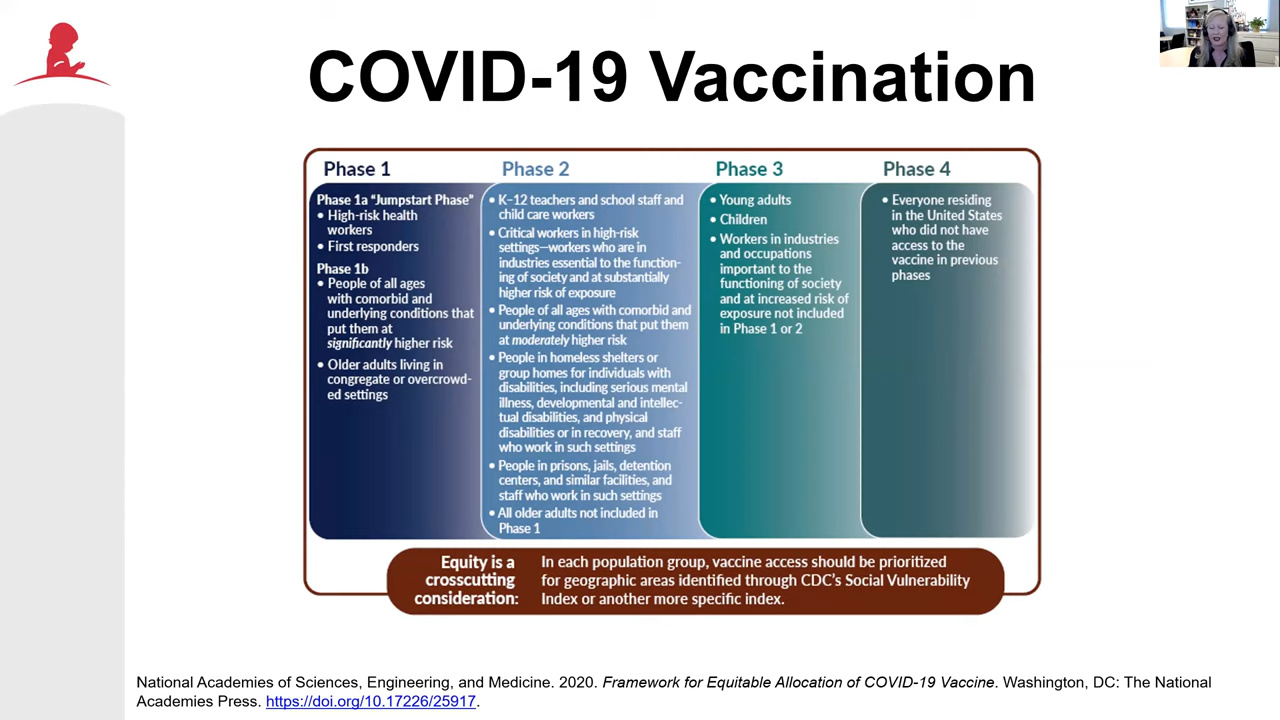 COVID-19 Vaccination
Phase 1
Phase 1a “Jumpstart Phase”
• High-risk health
workers
• First responders
Phase 1b
• People of all ages
with comorbid and
underlying conditions that
put them at
significantly higher risk
• Older adults living in
congregate or overcrowd-
ed settings
Phase 2
• K–12 teachers and school staff and
child care workers
• Critical workers in high-risk
settings—workers who are in
industries essential to the function-
ing of society and at substantially
higher risk of exposure
• People of all ages with comorbid and
underlying conditions that put them
at moderately higher risk
• People in homeless shelters or
group homes for individuals with
disabilities, including serious mental
illness, developmental and intellec-
tual disabilities, and physical
disabilities or in recovery, and staff
who work in such settings
• People in prisons, jails, detention
centers, and similar facilities, and
staff who work in such settings
• All older adults not included in
Phase 1
Phase 3
• Young adults
• Children
• Workers in industries
and occupations
important to the
functioning of society
and at increased risk of
exposure not included
in Phase 1 or 2
Phase 4
• Everyone residing
in the United States
who did not have
access to the
vaccine in previous
phases
Equity is a
crosscutting
consideration:
In each population group, vaccine access should be prioritized
for geographic areas identified through CDC’s Social Vulnerability
Index or another more specific index.
National Academies of Sciences, Engineering, and Medicine. 2020. Framework for Equitable Allocation of COVID-19 Vaccine. Washington, DC: The National
Academies Press. https://doi.org/10.17226/25917.